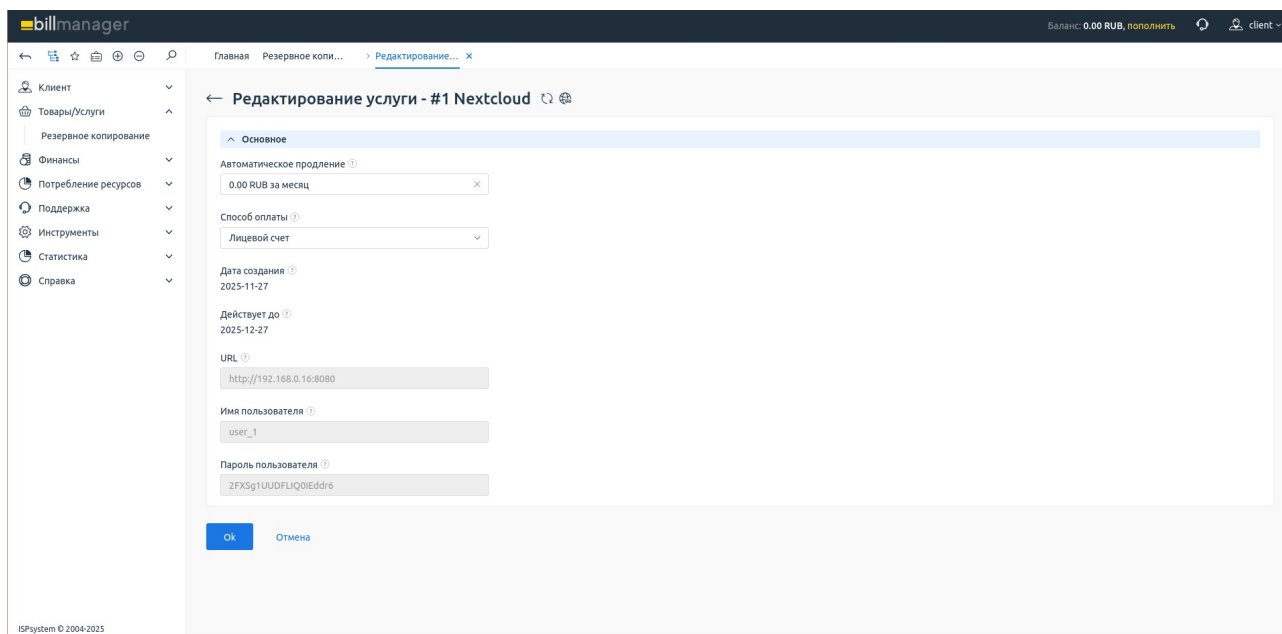 billmanager
Баланс: 0.00 RUB, пополнить
client
Главная Резервное копи... > Редактирование... ×
Клиент
Товары/Услуги
Резервное копирование
Финансы
Потребление ресурсов
Поддержка
Инструменты
Статистика
Справка
← Редактирование услуги - #1 Nextcloud
Основное
Автоматическое продление ?
0.00 RUB за месяц
Способ оплаты ?
Лицевой счет
Дата создания ?
2025-11-27
Действует до ?
2025-12-27
URL ?
http://192.168.0.16:8080
Имя пользователя ?
user_1
Пароль пользователя ?
2FXSg1UUDFLIQ0IEddr6
Ok Отмена
ISPsystem © 2004-2025